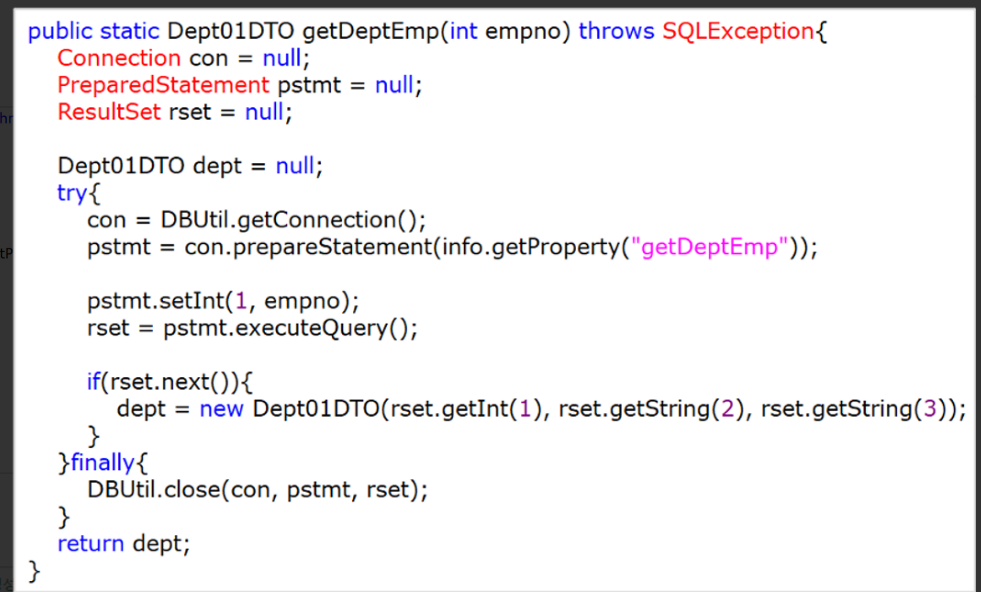 public static Dept01DTO getDeptEmp(int empno) throws SQLException{
Connection con = null;
PreparedStatement pstmt = null;
ResultSet rset = null;
Dept01DTO dept = null;
try{
con = DBUtil.getConnection();
pstmt = con.prepareStatement(info.getProperty("getDeptEmp"));
pstmt.setInt(1, empno);
rset = pstmt.executeQuery();
if(rset.next()){
dept = new Dept01DTO(rset.getInt(1), rset.getString(2), rset.getString(3));
}
}finally{
DBUtil.close(con, pstmt, rset);
}
return dept;
}